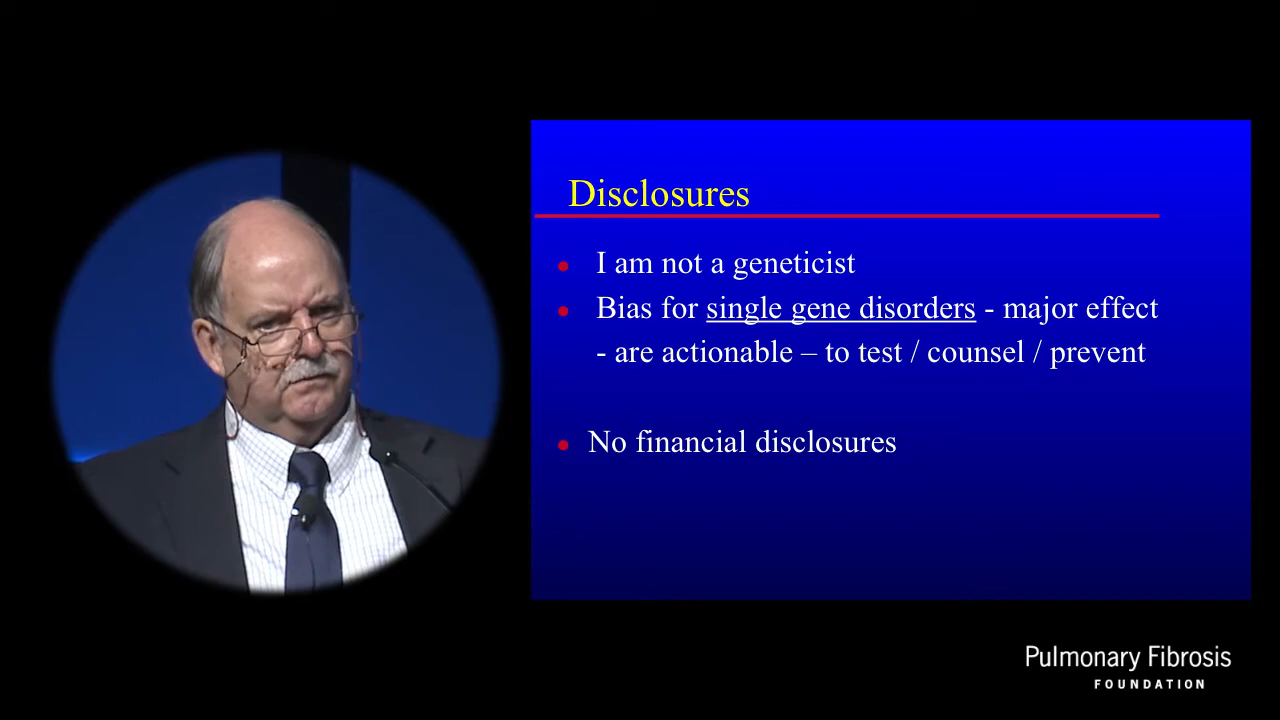 Disclosures
I am not a geneticist
Bias for single gene disorders - major effect
- are actionable – to test / counsel / prevent
No financial disclosures
Pulmonary Fibrosis
FOUNDATION